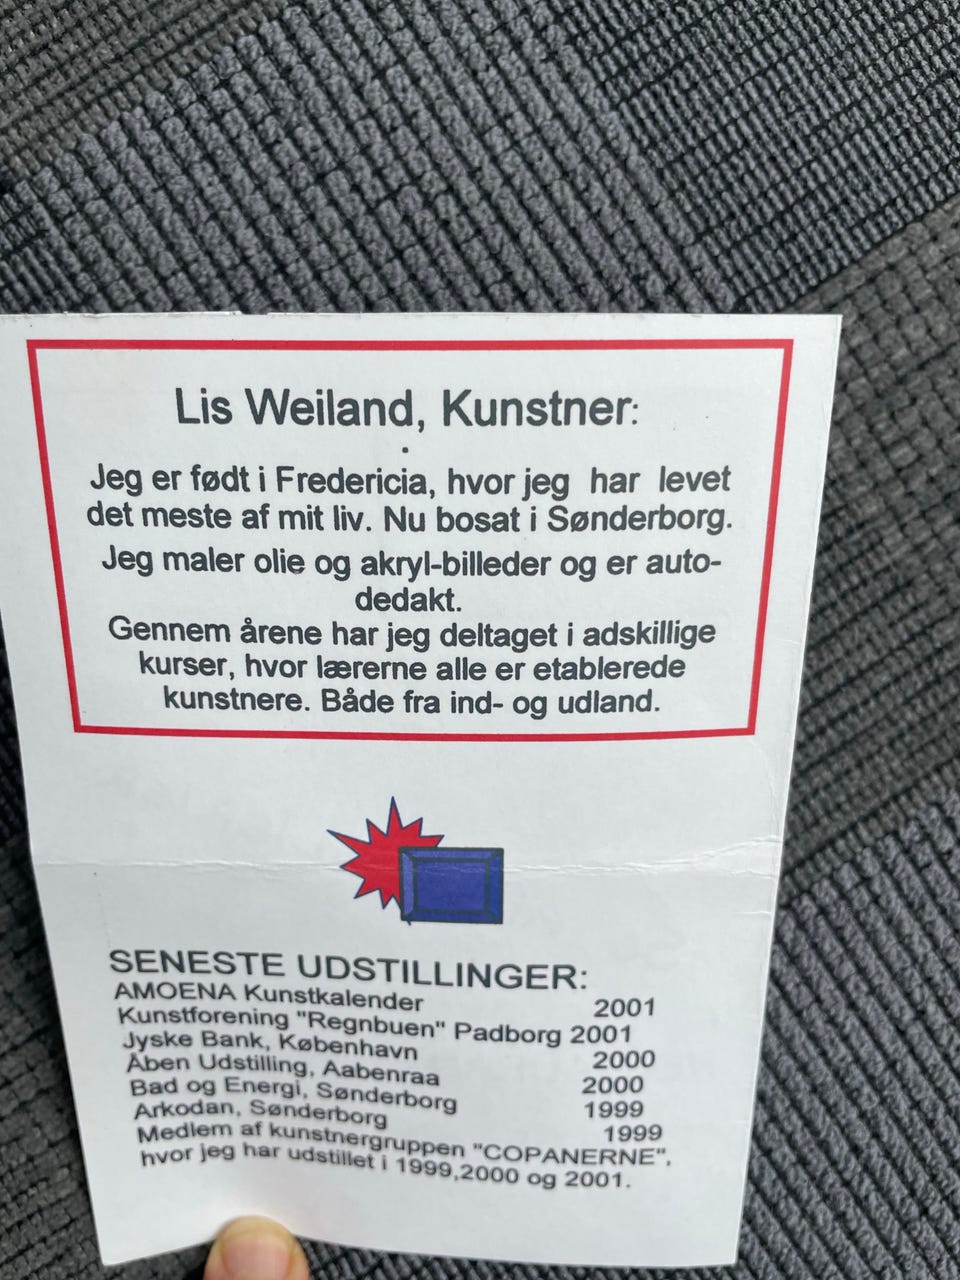 Lis Weiland, Kunstner:
Jeg er født i Fredericia, hvor jeg har levet
det meste af mit liv. Nu bosat i Sønderborg.
Jeg maler olie og akryl-billeder og er auto-
dedakt.
Gennem årene har jeg deltaget i adskillige
kurser, hvor lærerne alle er etablerede
kunstnere. Både fra ind- og udland.
SENESTE UDSTILLINGER:
AMOENA Kunstkalender 2001
Kunstforening "Regnbuen" Padborg 2001
Jyske Bank, København 2000
Åben Udstilling, Aabenraa 2000
Bad og Energi, Sønderborg 1999
Arkodan, Sønderborg 1999
Medlem af kunstnergruppen "COPANERNE",
hvor jeg har udstillet i 1999,2000 og 2001.